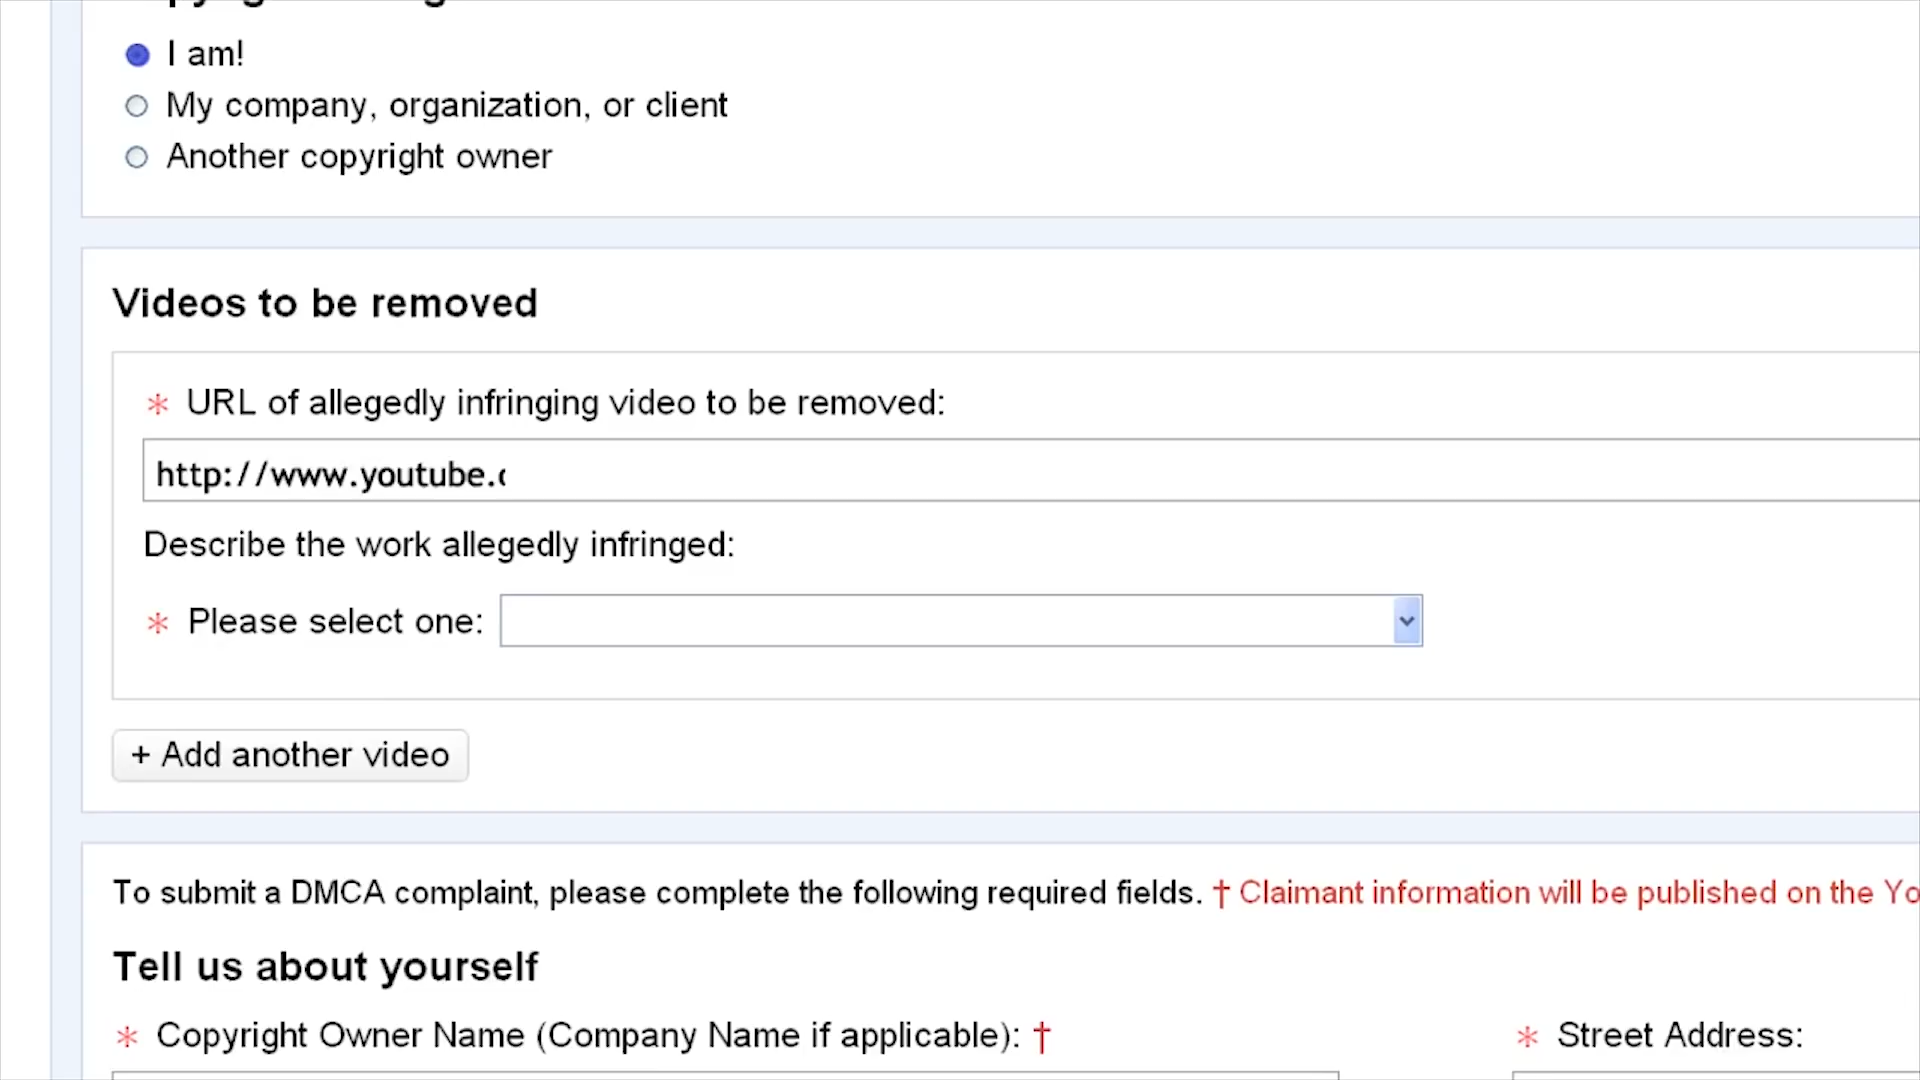 I am!
My company, organization, or client
Another copyright owner
Videos to be removed
* URL of allegedly infringing video to be removed:
http://www.youtube.
Describe the work allegedly infringed:
* Please select one:
+ Add another video
To submit a DMCA complaint, please complete the following required fields. † Claimant information will be published on the Yo
Tell us about yourself
* Copyright Owner Name (Company Name if applicable): †
* Street Address: